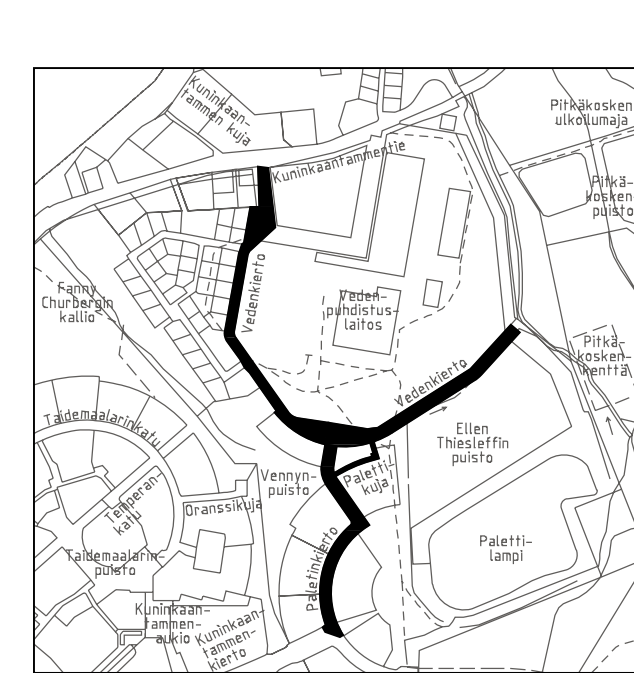 Kuninkaan-
tammen kuja
Pitkäkosken
ulkoilumaja
Kuninkaantammentie
Pitkä-
kosken-
puisto
Fanny
Churbergin
kallio
Vedenkierto
Veden-
puhdistus-
laitos
Pitkä-
kosken-
kenttä
Vedenkierto
Taidemaalarinkatu
Ellen
Thiesleffin
puisto
Vennyn-
puisto
Paletti-
kuja
Temperan-
katu
Oranssikuja
Taidemaalarin-
puisto
Paletinkierto
Paletti-
lampi
Kuninkaan-
tammen-
aukio
Kuninkaan-
tammen-
kierto